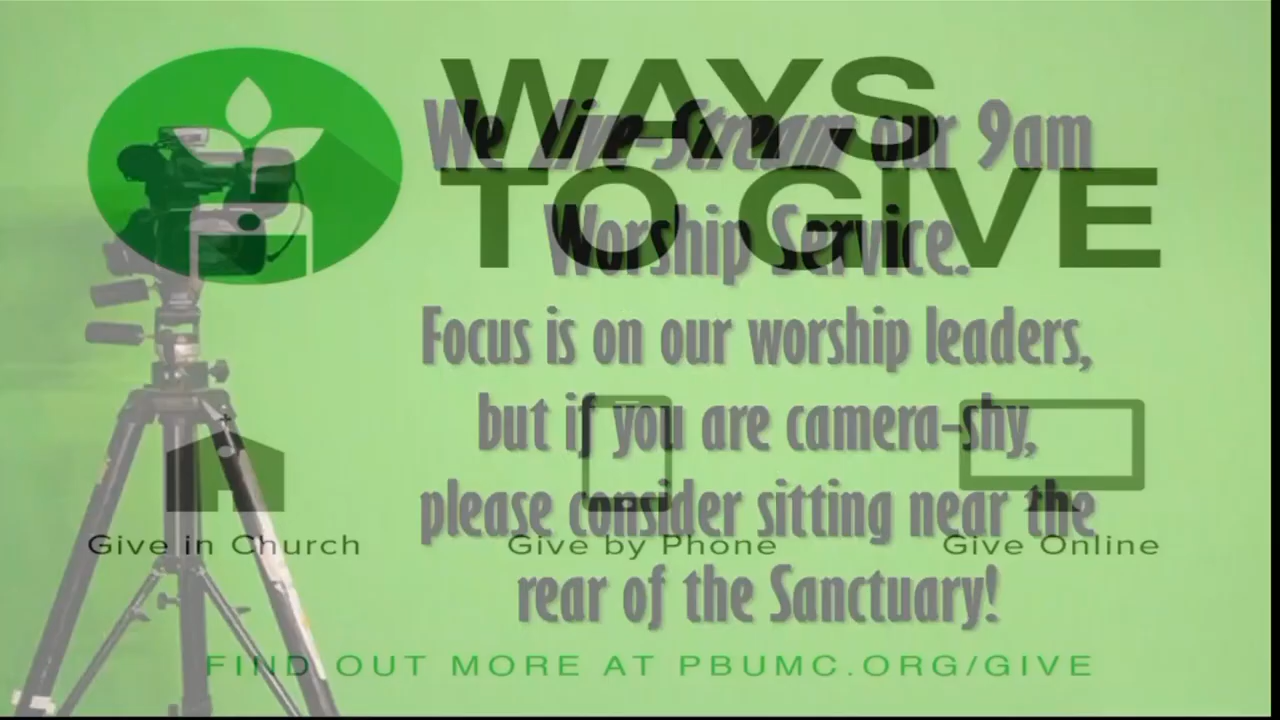 WAYS
TO GIVE
We Live-Stream our 9am
Worship Service.
Focus is on our worship leaders,
but if you are camera-shy,
please consider sitting near the
rear of the Sanctuary!
Give in Church
Give by Phone
Give Online
FIND OUT MORE AT PBUMC.ORG/GIVE